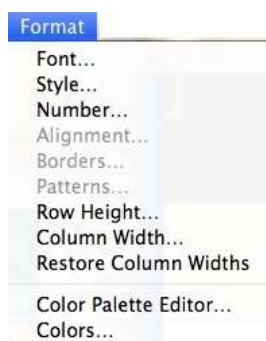 Format
Font...
Style...
Number...
Alignment...
Borders...
Patterns...
Row Height...
Column Width...
Restore Column Widths
Color Palette Editor...
Colors...